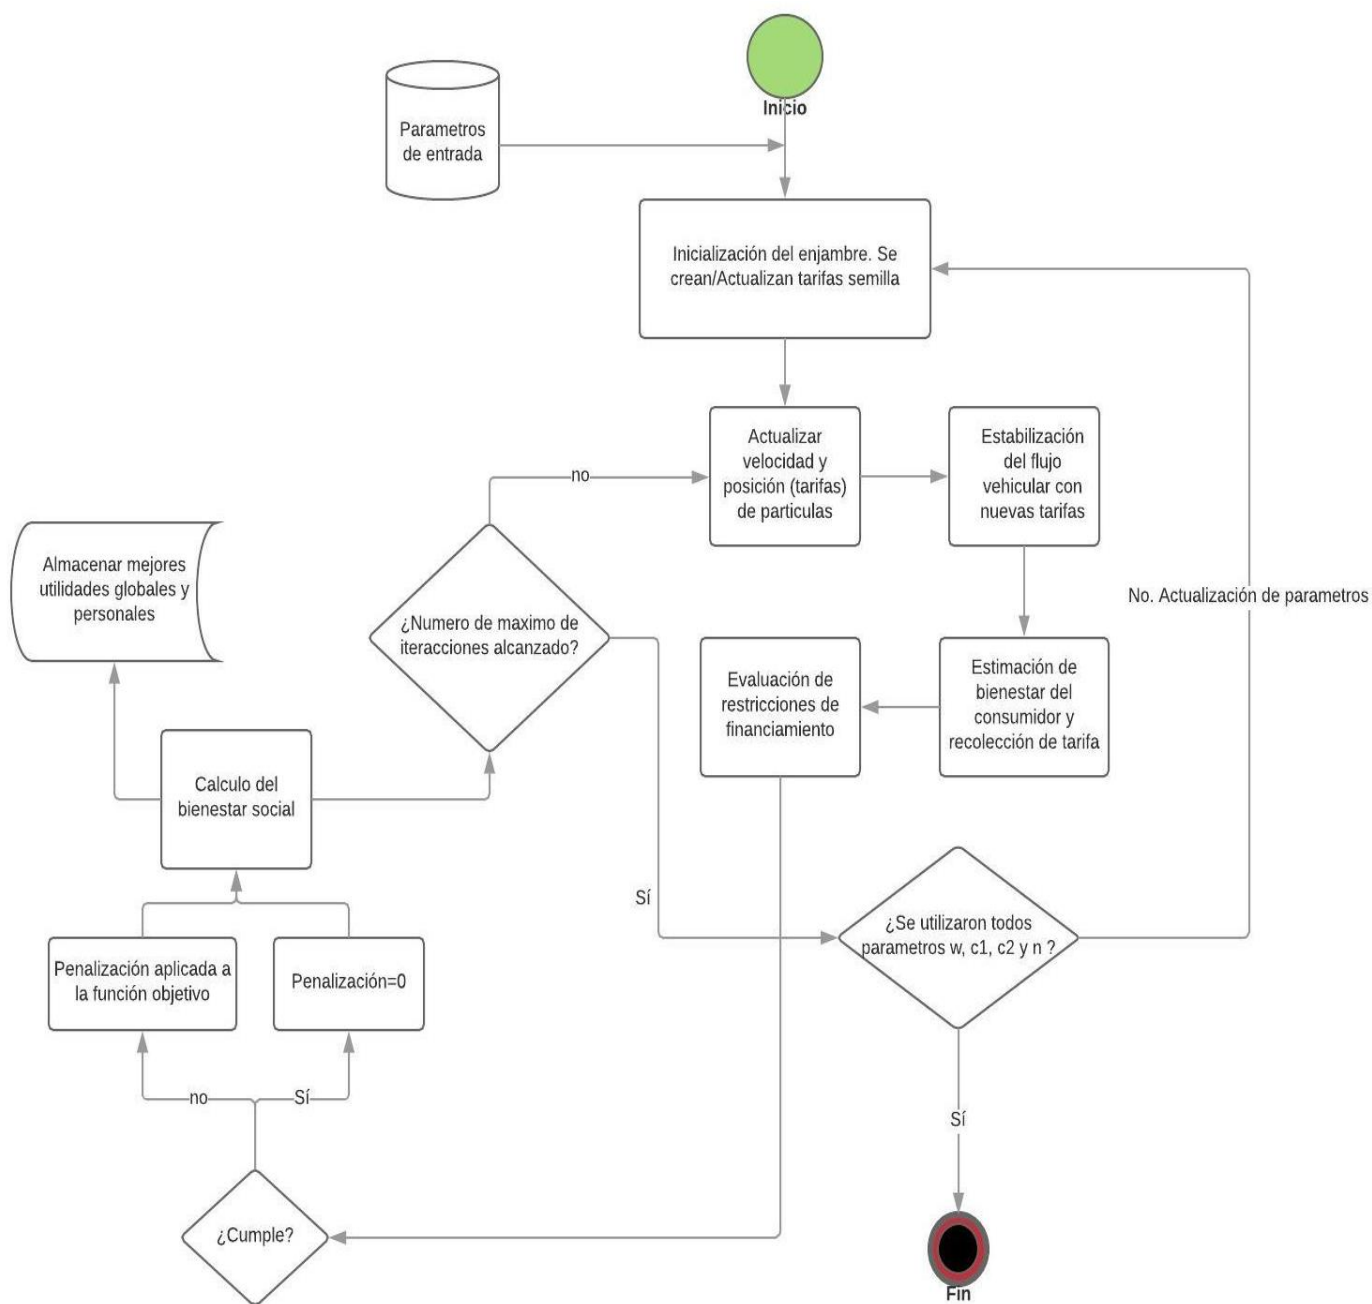 Inicio
Parametros
de entrada
Inicialización del enjambre. Se
crean/Actualizan tarifas semilla
Actualizar
velocidad y
posición (tarifas)
de particulas
Estabilización
del flujo
vehicular con
nuevas tarifas
no
Almacenar mejores
utilidades globales y
personales
¿Numero de maximo de
iteracciones alcanzado?
No. Actualización de parametros
Evaluación de
restricciones de
financiamiento
Estimación de
bienestar del
consumidor y
recolección de tarifa
Calculo del
bienestar social
Sí
¿Se utilizaron todos
parametros w, c1, c2 y n ?
Penalización aplicada a
la función objetivo
Penalización=0
no
Sí
Sí
¿Cumple?
Fin